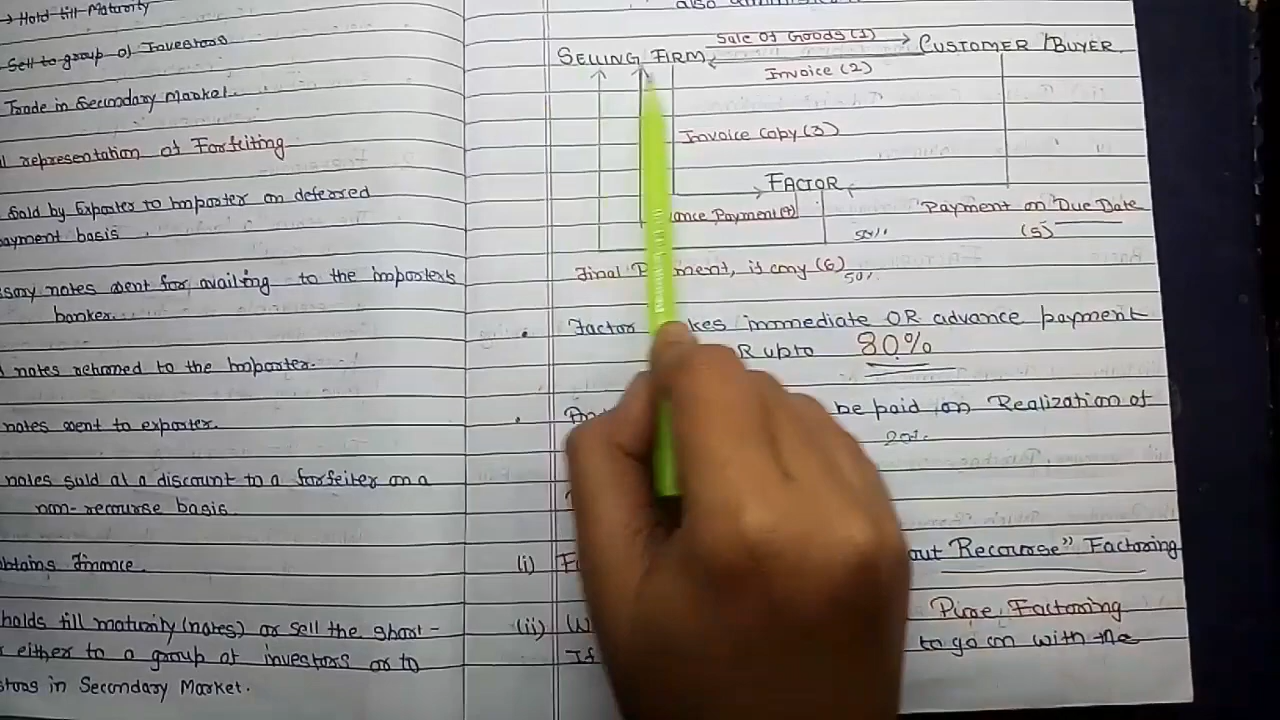 → Hold till Maturity
Sell to group of Investors
Trade in Secondary market.
representation of Forfeiting
Sold by Exporter to Importer on deferred
payment basis.
notes sent for availing to the importer's
banker.
notes returned to the Importer.
notes sent to exporter.
notes sold at a discount to a forfeiter on a
non-recourse basis.
obtains finance.
holds till maturity (notes) or sell the short-
either to a group of investors or to
in Secondary Market.
SELLING FIRM
Sale Of Goods (1)
CUSTOMER / BUYER
Invoice (2)
Invoice Copy (3)
FACTOR
Payment
Payment on Due Date
50%
(5)
Final if any (6)
50%.
• Factor immediate OR advance payment
upto 80%
• be paid on Realization of
20%.
(i) Recourse" Factoring
(ii) Pure Factoring
If to go on with the